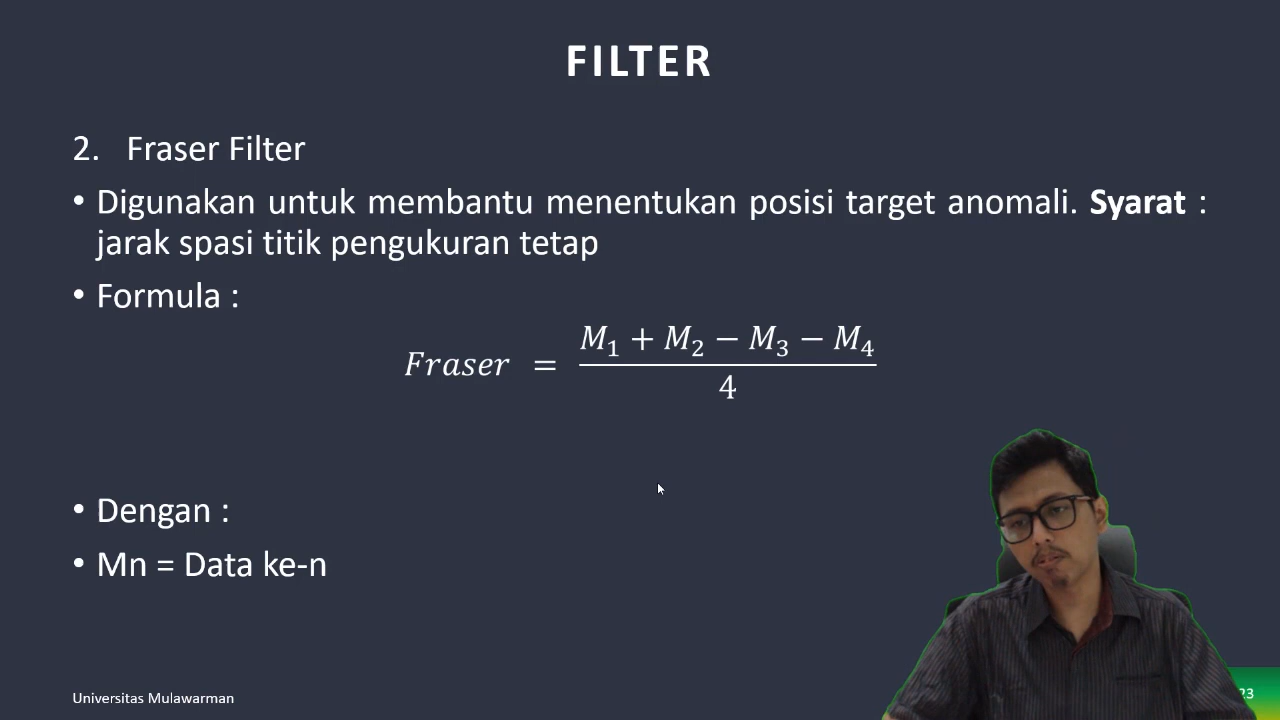 FILTER
2. Fraser Filter
• Digunakan untuk membantu menentukan posisi target anomali. Syarat :
jarak spasi titik pengukuran tetap
• Formula :
Fraser = (M₁ + M₂ − M₃ − M₄) / 4
• Dengan :
• Mn = Data ke-n
Universitas Mulawarman
23